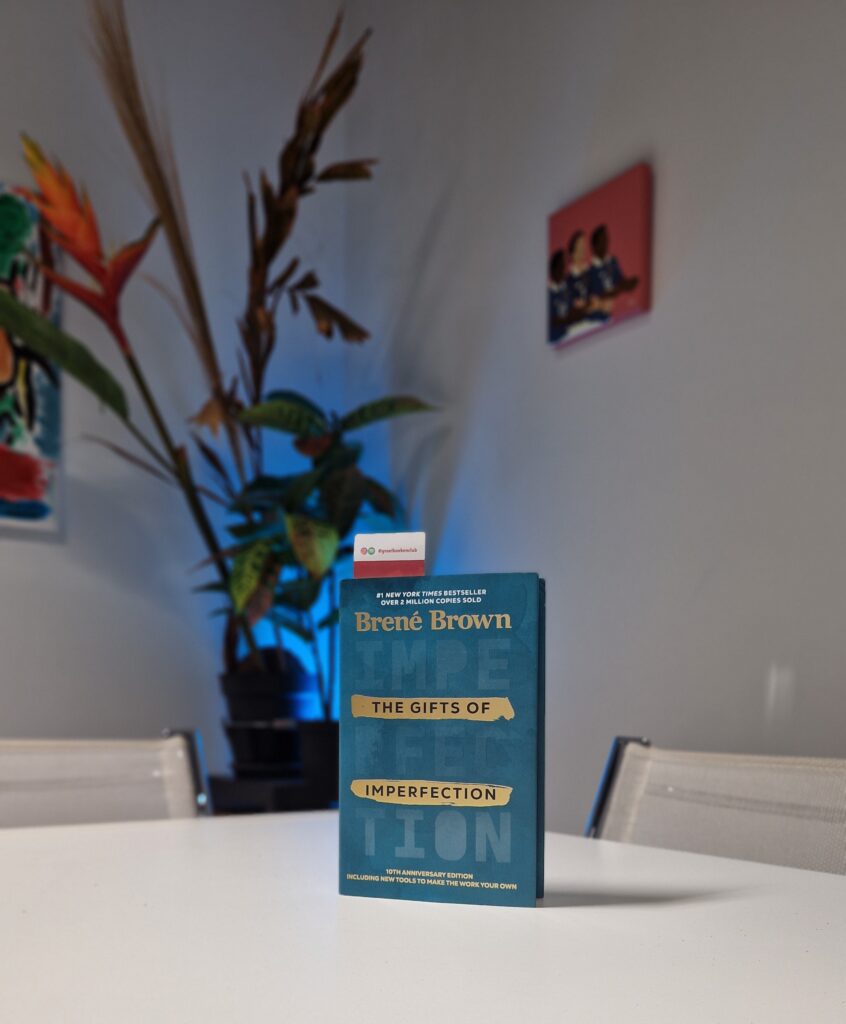 #1 NEW YORK TIMES BESTSELLER
OVER 2 MILLION COPIES SOLD
Brené Brown
IMPE
THE GIFTS OF
RFEC
IMPERFECTION
TION
10TH ANNIVERSARY EDITION
INCLUDING NEW TOOLS TO MAKE THE WORK YOUR OWN